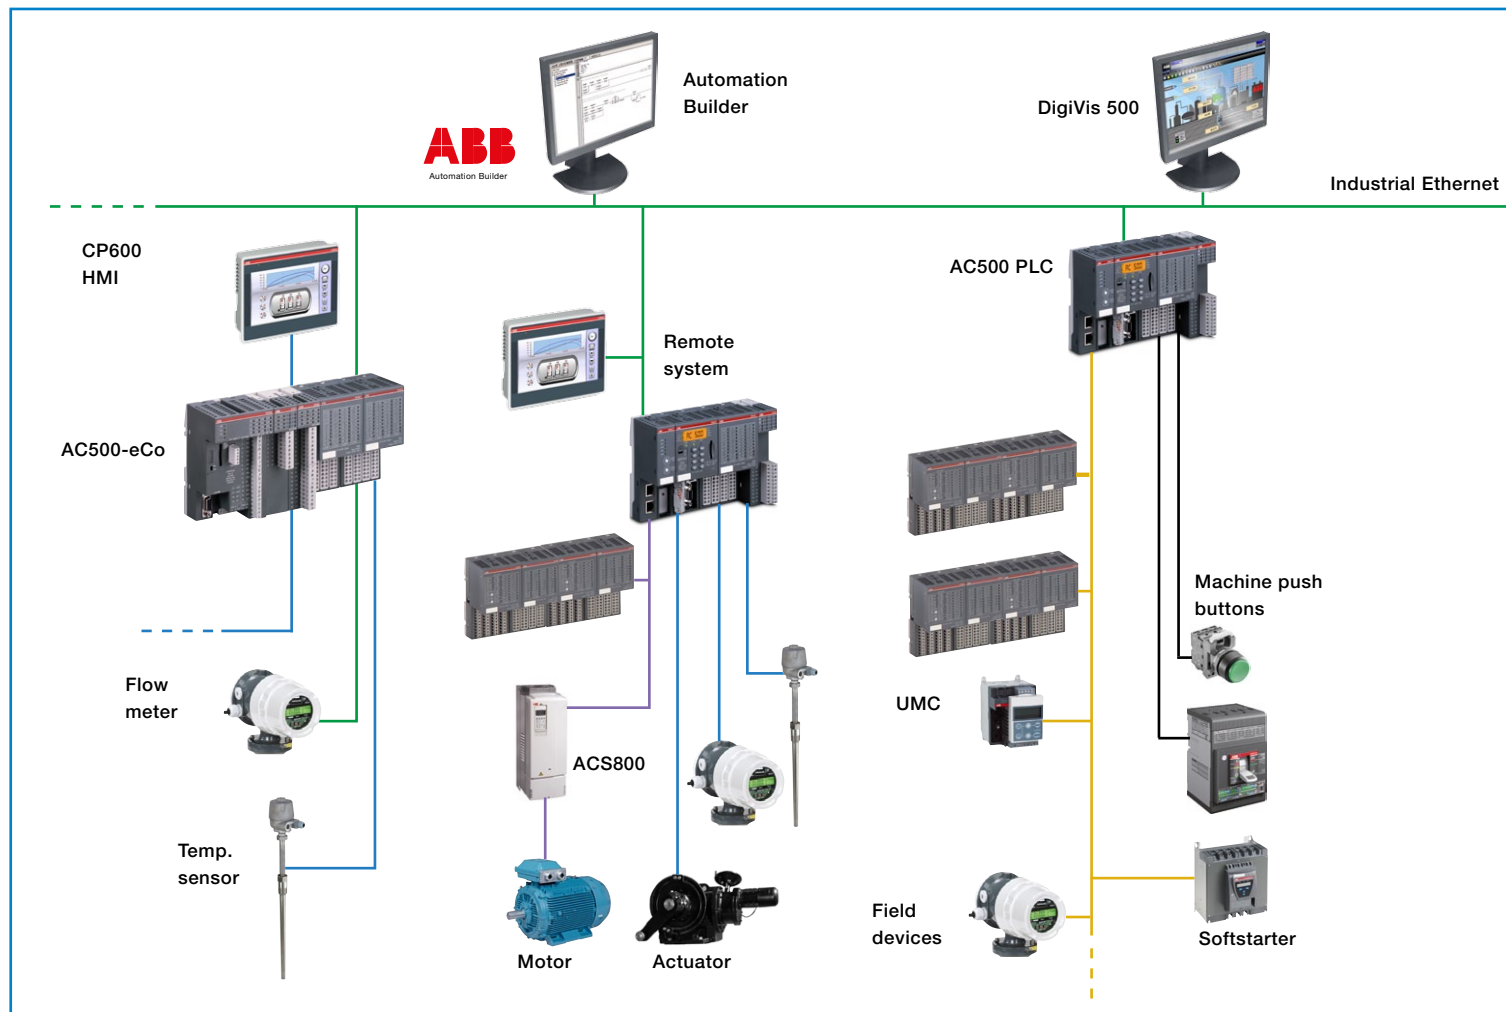 Automation
Builder
DigiVis 500
ABB
Automation Builder
Industrial Ethernet
CP600
HMI
AC500 PLC
Remote
system
AC500-eCo
Machine push
buttons
Flow
meter
UMC
ACS800
Temp.
sensor
Field
devices
Softstarter
Motor
Actuator